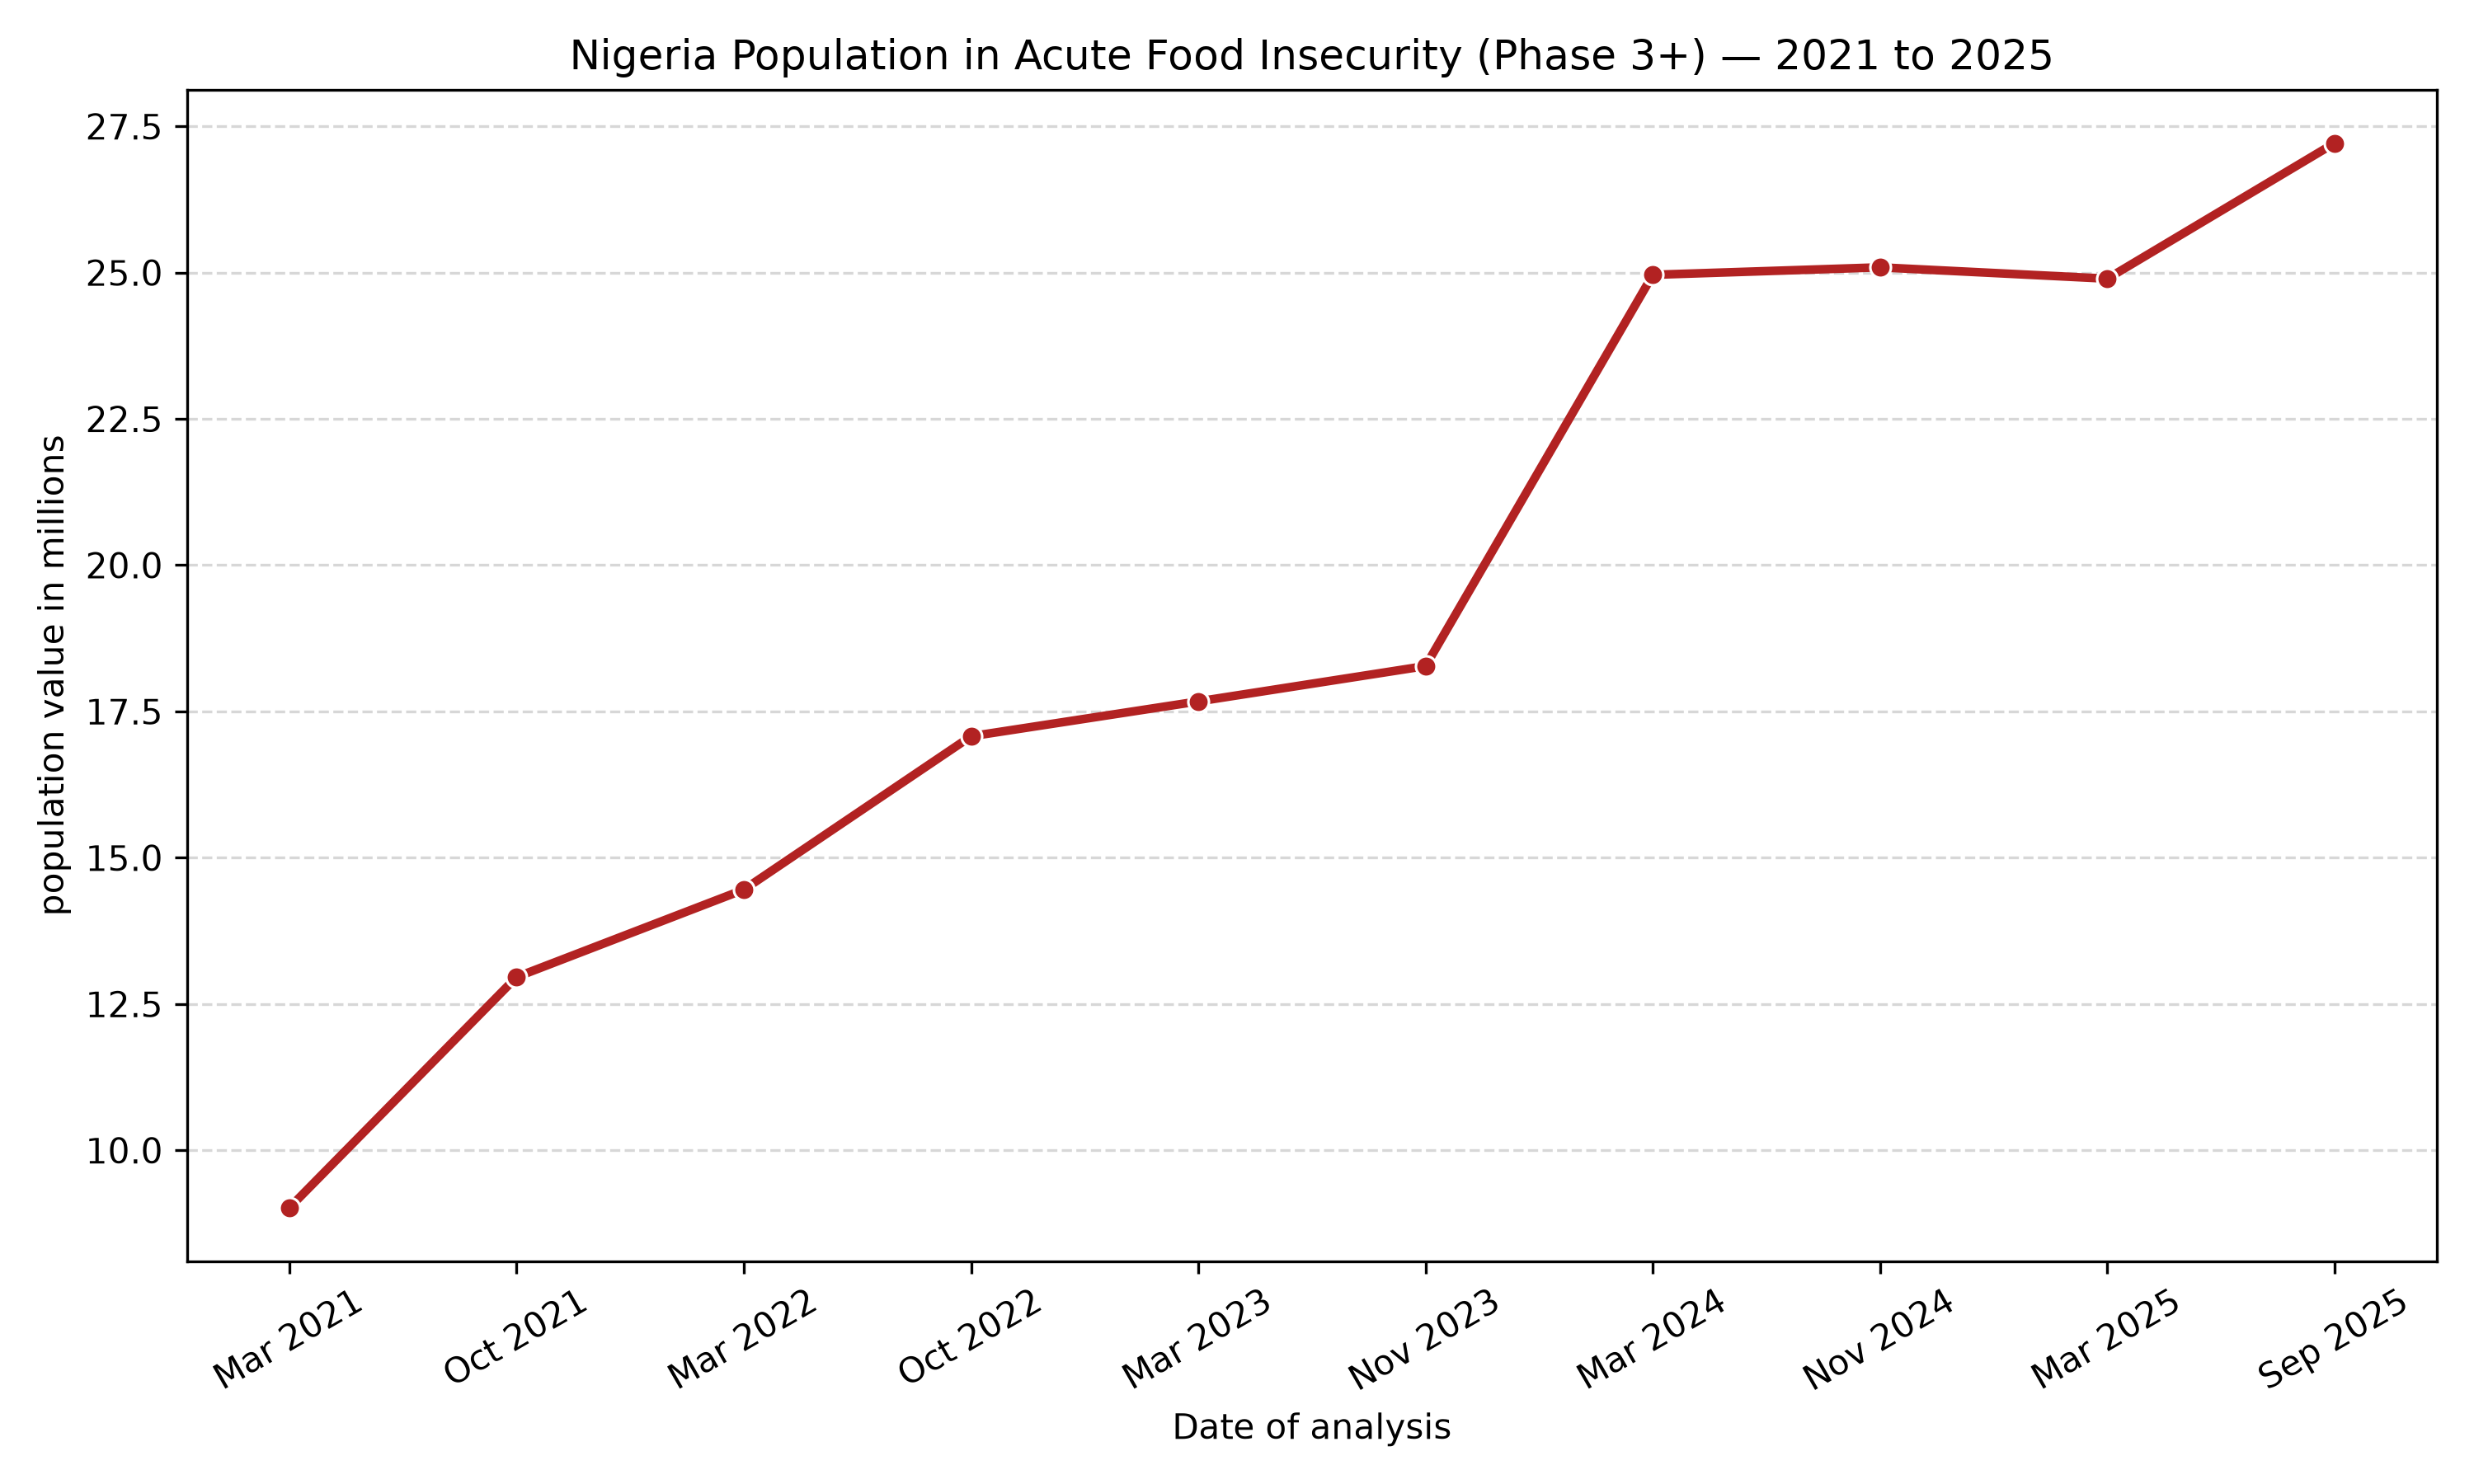 Nigeria Population in Acute Food Insecurity (Phase 3+) — 2021 to 2025
population value in millions
27.5
25.0
22.5
20.0
17.5
15.0
12.5
10.0
Mar 2021
Oct 2021
Mar 2022
Oct 2022
Mar 2023
Nov 2023
Mar 2024
Nov 2024
Mar 2025
Sep 2025
Date of analysis